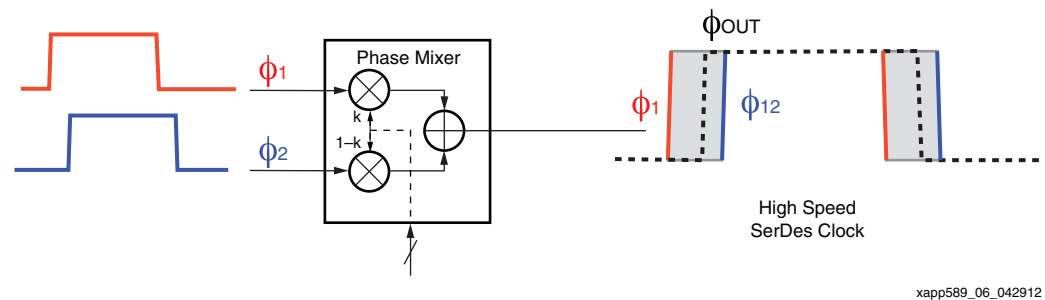 ϕOUT
Phase Mixer
ϕ1
k
ϕ1
ϕ12
1–k
ϕ2
High Speed
SerDes Clock
xapp589_06_042912